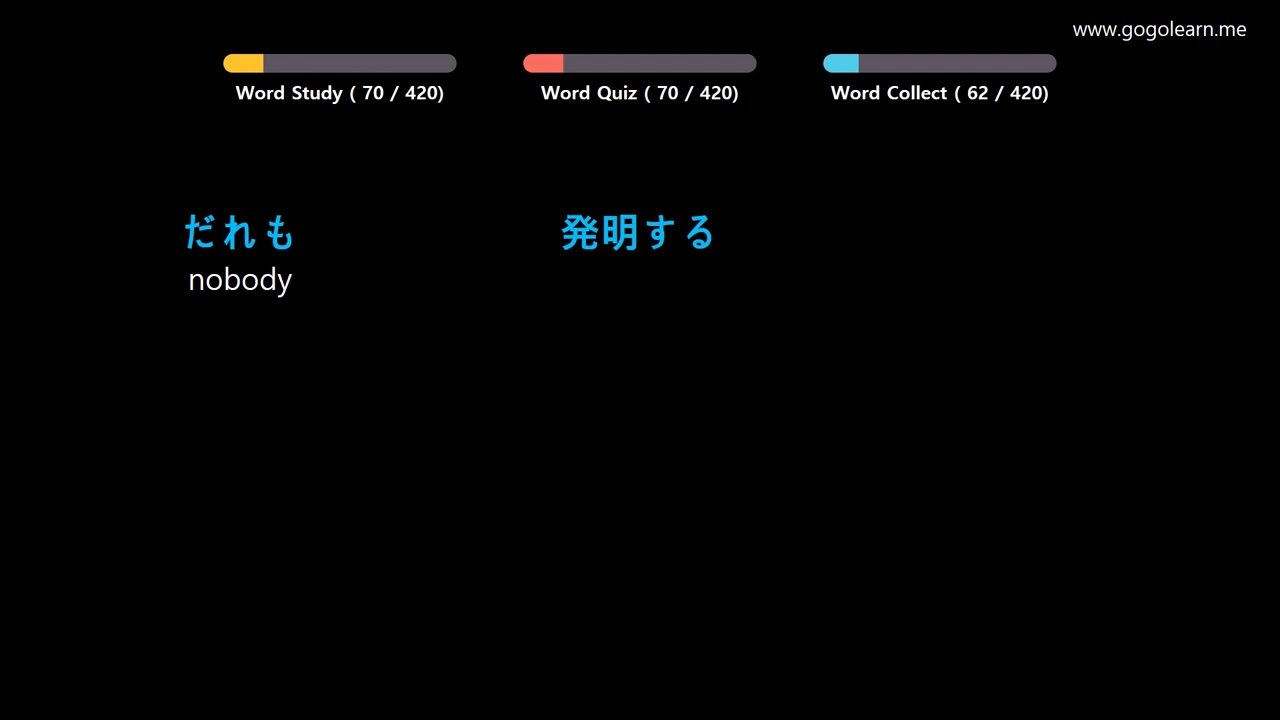 www.gogolearn.me
Word Study ( 70 / 420)
Word Quiz ( 70 / 420)
Word Collect ( 62 / 420)
だれも
nobody
発明する